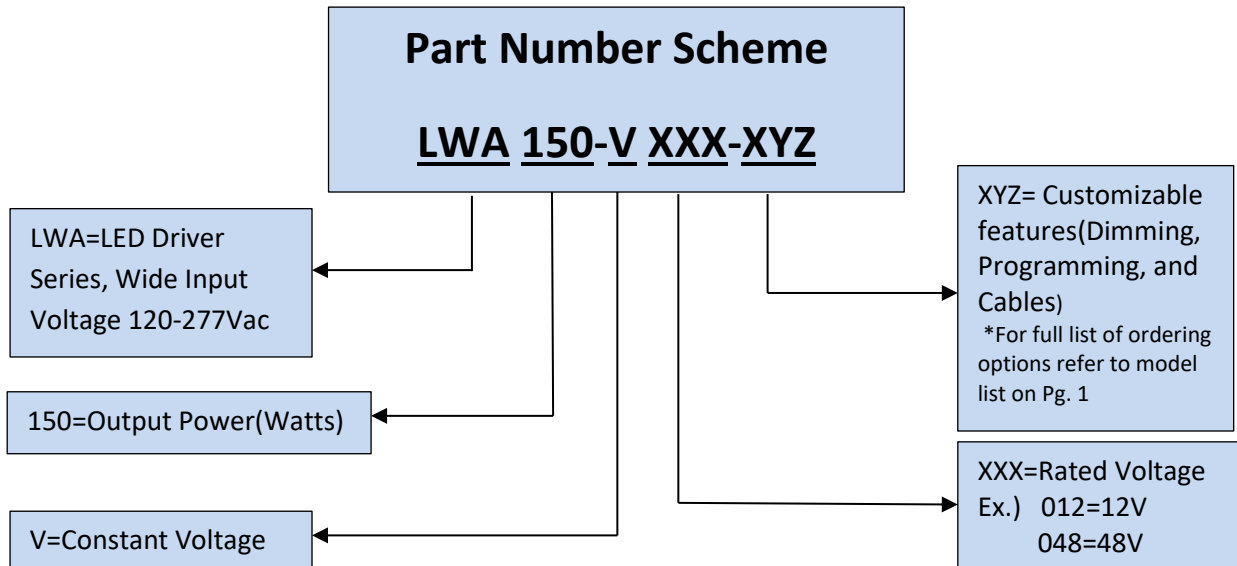 Part Number Scheme
LWA 150-V XXX-XYZ
LWA=LED Driver
Series, Wide Input
Voltage 120-277Vac
150=Output Power(Watts)
V=Constant Voltage
XYZ= Customizable
features(Dimming,
Programming, and
Cables)
*For full list of ordering
options refer to model
list on Pg. 1
XXX=Rated Voltage
Ex.) 012=12V
048=48V